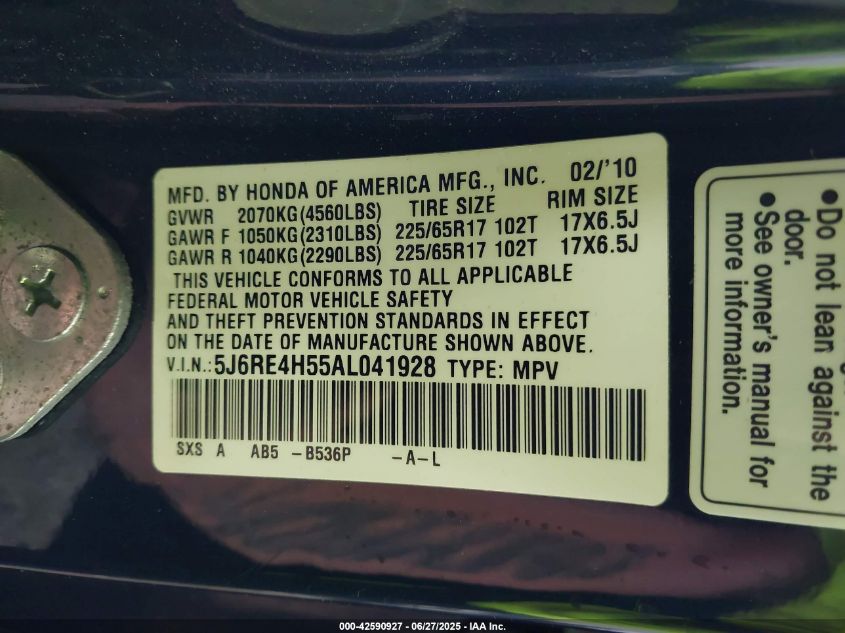 MFD. BY HONDA OF AMERICA MFG., INC. 02/'10
GVWR 2070KG(4560LBS) TIRE SIZE RIM SIZE
GAWR F 1050KG(2310LBS) 225/65R17 102T 17X6.5J
GAWR R 1040KG(2290LBS) 225/65R17 102T 17X6.5J
THIS VEHICLE CONFORMS TO ALL APPLICABLE
FEDERAL MOTOR VEHICLE SAFETY
AND THEFT PREVENTION STANDARDS IN EFFECT
ON THE DATE OF MANUFACTURE SHOWN ABOVE.
V.I.N.:5J6RE4H55AL041928 TYPE: MPV
SXS A AB5 -B536P -A-L
•Do not lean against the
door.
•See owner's manual for
more information.
000-42590927 - 06/27/2025 - IAA Inc.